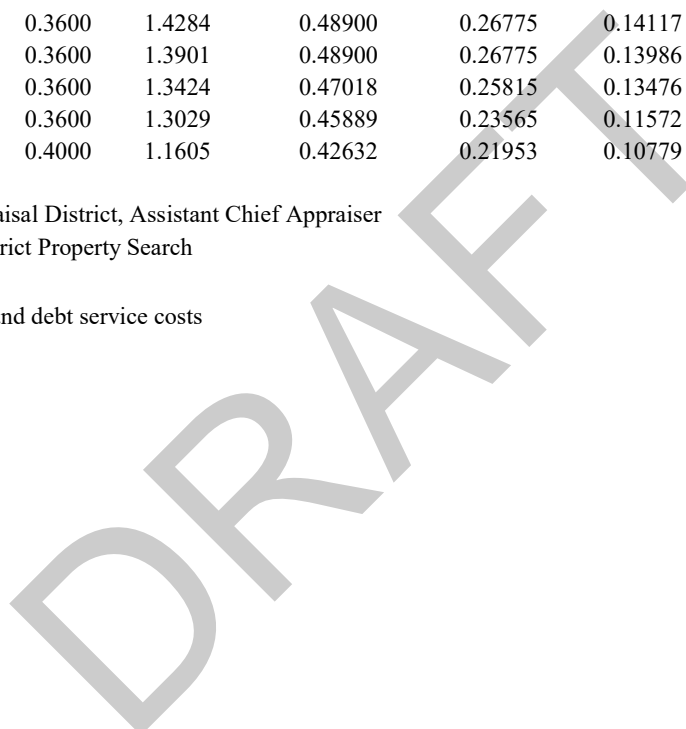 0.3600 1.4284 0.48900 0.26775 0.14117
0.3600 1.3901 0.48900 0.26775 0.13986
0.3600 1.3424 0.47018 0.25815 0.13476
0.3600 1.3029 0.45889 0.23565 0.11572
0.4000 1.1605 0.42632 0.21953 0.10779
aisal District, Assistant Chief Appraiser
rict Property Search
nd debt service costs
DRAFT